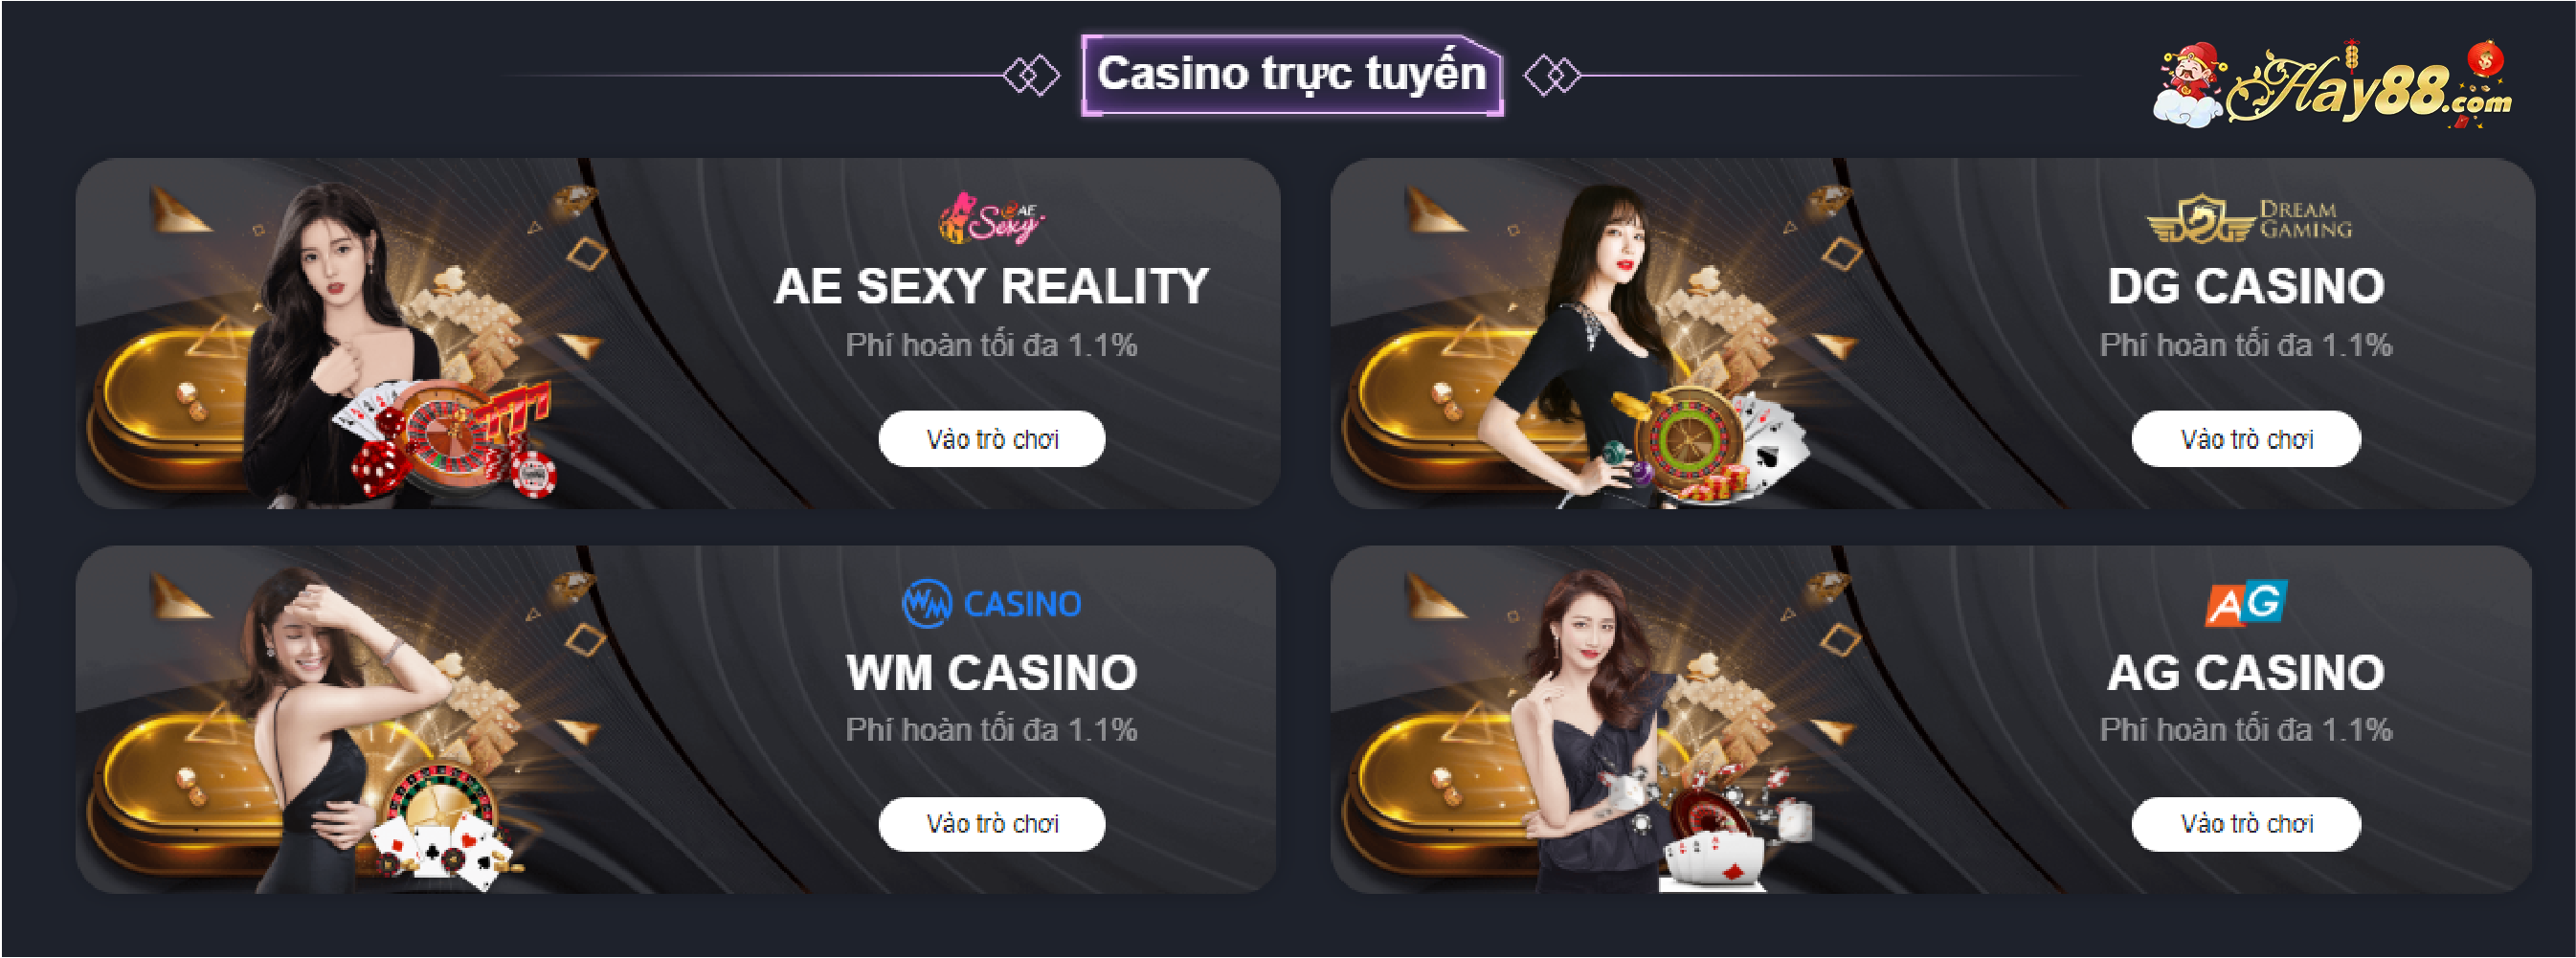 Casino trực tuyến
Hay88.com
AE
Sexy
AE SEXY REALITY
Phí hoàn tối đa 1.1%
Vào trò chơi
DG
DREAM
GAMING
DG CASINO
Phí hoàn tối đa 1.1%
Vào trò chơi
777
WM CASINO
WM CASINO
Phí hoàn tối đa 1.1%
Vào trò chơi
AG
AG CASINO
Phí hoàn tối đa 1.1%
Vào trò chơi